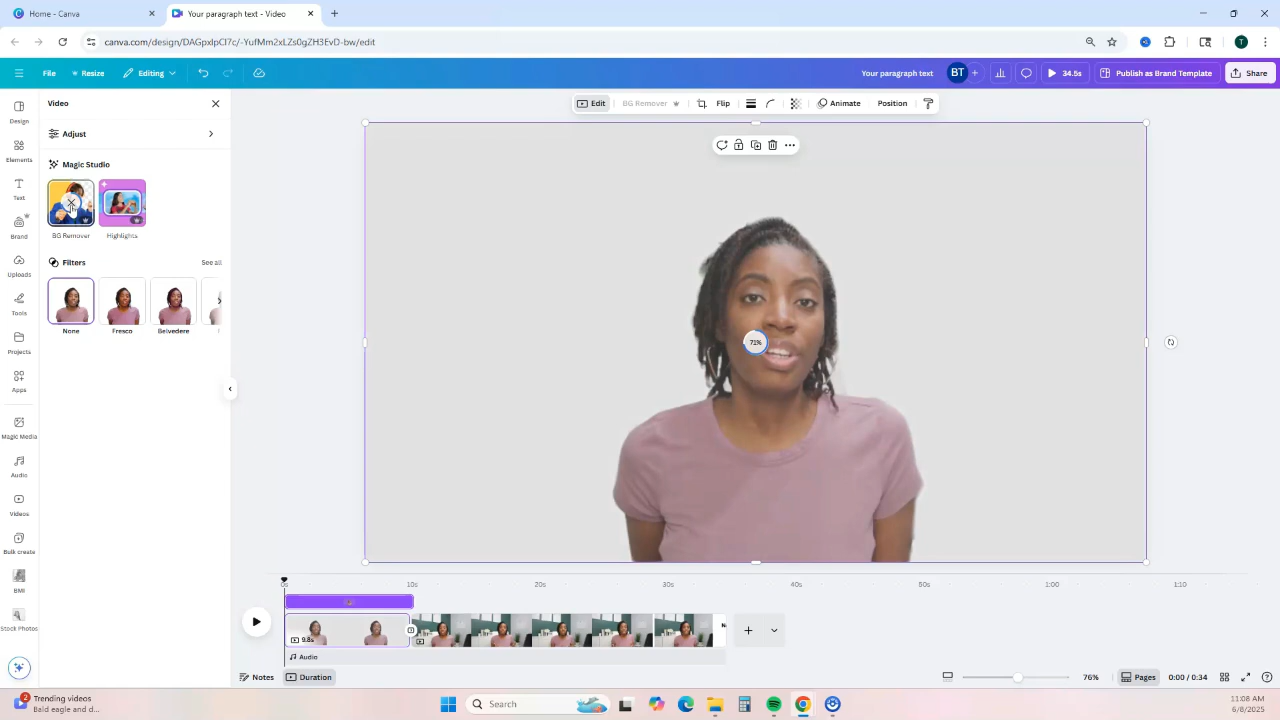 Home - Canva
Your paragraph text - Video
canva.com/design/DAGpxlpCl7c/-YufMm2xLZs0gZH3EvD-bw/edit
File
Resize
Editing
Your paragraph text
BT
34.5s
Publish as Brand Template
Share
T
Design
Elements
Text
Brand
Uploads
Tools
Projects
Apps
Magic Media
Audio
Videos
Bulk create
BMI
Stock Photos
Video
Adjust
Magic Studio
BG Remover
Highlights
Filters
See all
None
Fresco
Belvedere
Edit
BG Remover
Flip
Animate
Position
71%
0s
10s
20s
30s
40s
50s
1:00
1:10
9.8s
Audio
Notes
Duration
76%
Pages
0:00 / 0:34
2
Trending videos
Bald eagle and d...
Search
11:08 AM
6/8/2025